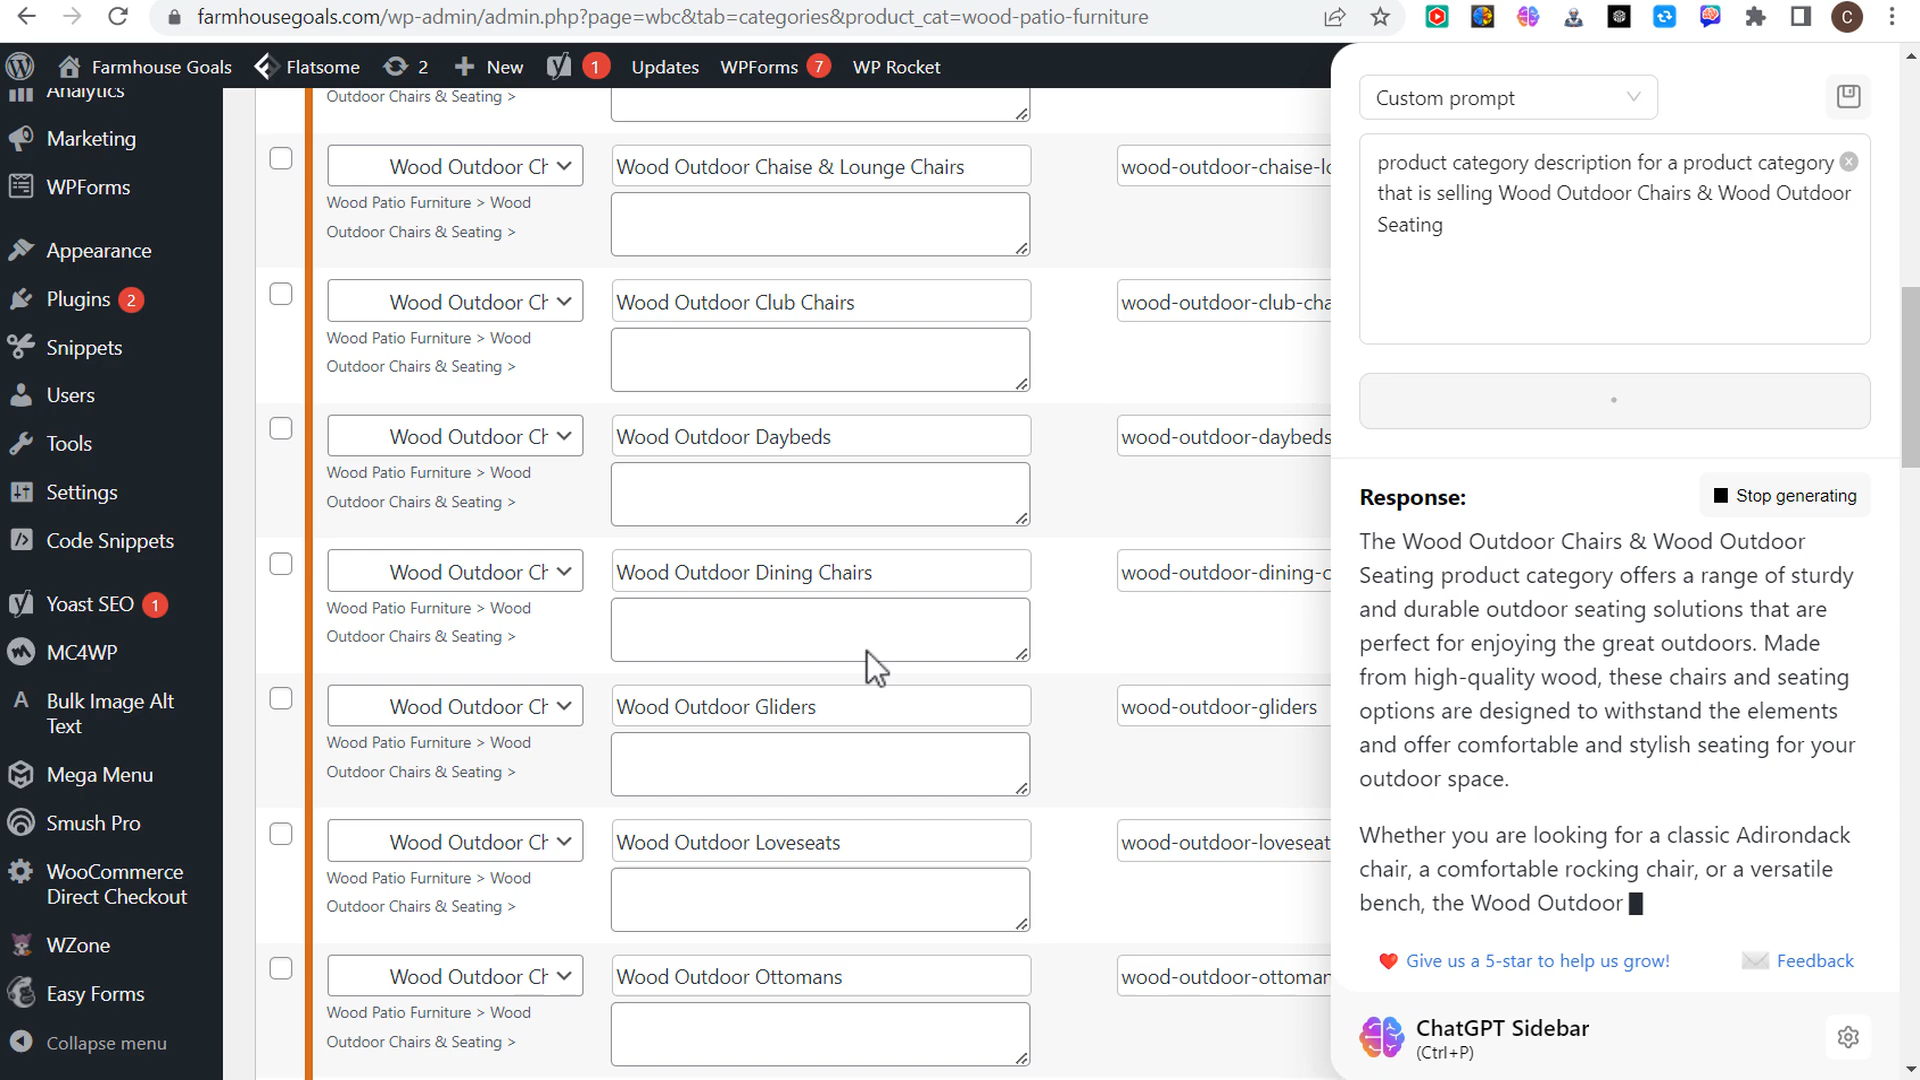 farmhousegoals.com/wp-admin/admin.php?page=wbc&tab=categories&product_cat=wood-patio-furniture
C
Farmhouse Goals
Flatsome
2
New
1
Updates
WPForms
7
WP Rocket
Analytics
Marketing
WPForms
Appearance
Plugins 2
Snippets
Users
Tools
Settings
Code Snippets
Yoast SEO 1
MC4WP
Bulk Image Alt
Text
Mega Menu
Smush Pro
WooCommerce
Direct Checkout
WZone
Easy Forms
Collapse menu
Outdoor Chairs & Seating >
Wood Outdoor Ch
Wood Outdoor Chaise & Lounge Chairs
wood-outdoor-chaise-lo
Wood Patio Furniture > Wood
Outdoor Chairs & Seating >
Wood Outdoor Ch
Wood Outdoor Club Chairs
wood-outdoor-club-cha
Wood Patio Furniture > Wood
Outdoor Chairs & Seating >
Wood Outdoor Ch
Wood Outdoor Daybeds
wood-outdoor-daybeds
Wood Patio Furniture > Wood
Outdoor Chairs & Seating >
Wood Outdoor Ch
Wood Outdoor Dining Chairs
wood-outdoor-dining-c
Wood Patio Furniture > Wood
Outdoor Chairs & Seating >
Wood Outdoor Ch
Wood Outdoor Gliders
wood-outdoor-gliders
Wood Patio Furniture > Wood
Outdoor Chairs & Seating >
Wood Outdoor Ch
Wood Outdoor Loveseats
wood-outdoor-loveseat
Wood Patio Furniture > Wood
Outdoor Chairs & Seating >
Wood Outdoor Ch
Wood Outdoor Ottomans
wood-outdoor-ottoman
Wood Patio Furniture > Wood
Outdoor Chairs & Seating >
Custom prompt
product category description for a product category
that is selling Wood Outdoor Chairs & Wood Outdoor
Seating
Response:
Stop generating
The Wood Outdoor Chairs & Wood Outdoor
Seating product category offers a range of sturdy
and durable outdoor seating solutions that are
perfect for enjoying the great outdoors. Made
from high-quality wood, these chairs and seating
options are designed to withstand the elements
and offer comfortable and stylish seating for your
outdoor space.
Whether you are looking for a classic Adirondack
chair, a comfortable rocking chair, or a versatile
bench, the Wood Outdoor
Give us a 5-star to help us grow!
Feedback
ChatGPT Sidebar
(Ctrl+P)